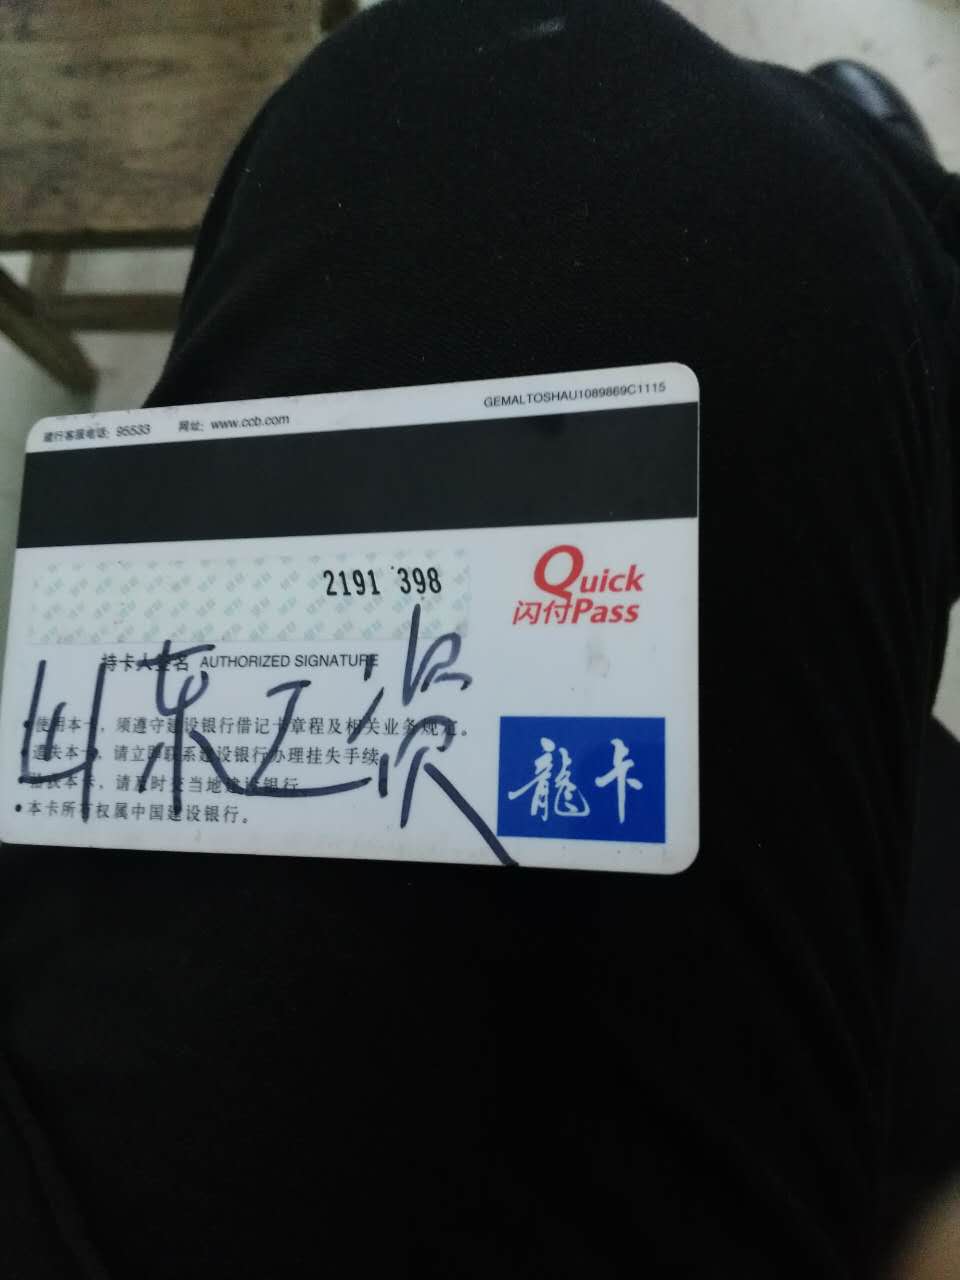 GEMALTOSHAU1089869C1115
建行客服电话：95533 网址：www.ccb.com
2191 398
Quick
闪付Pass
持卡人签名 AUTHORIZED SIGNATURE
山东工资
•使用本卡，须遵守建设银行借记卡章程及相关业务规定。
•遗失本卡，请立即联系建设银行办理挂失手续
本卡，请及时交当地建设银行。
•本卡所有权属中国建设银行。
龍卡